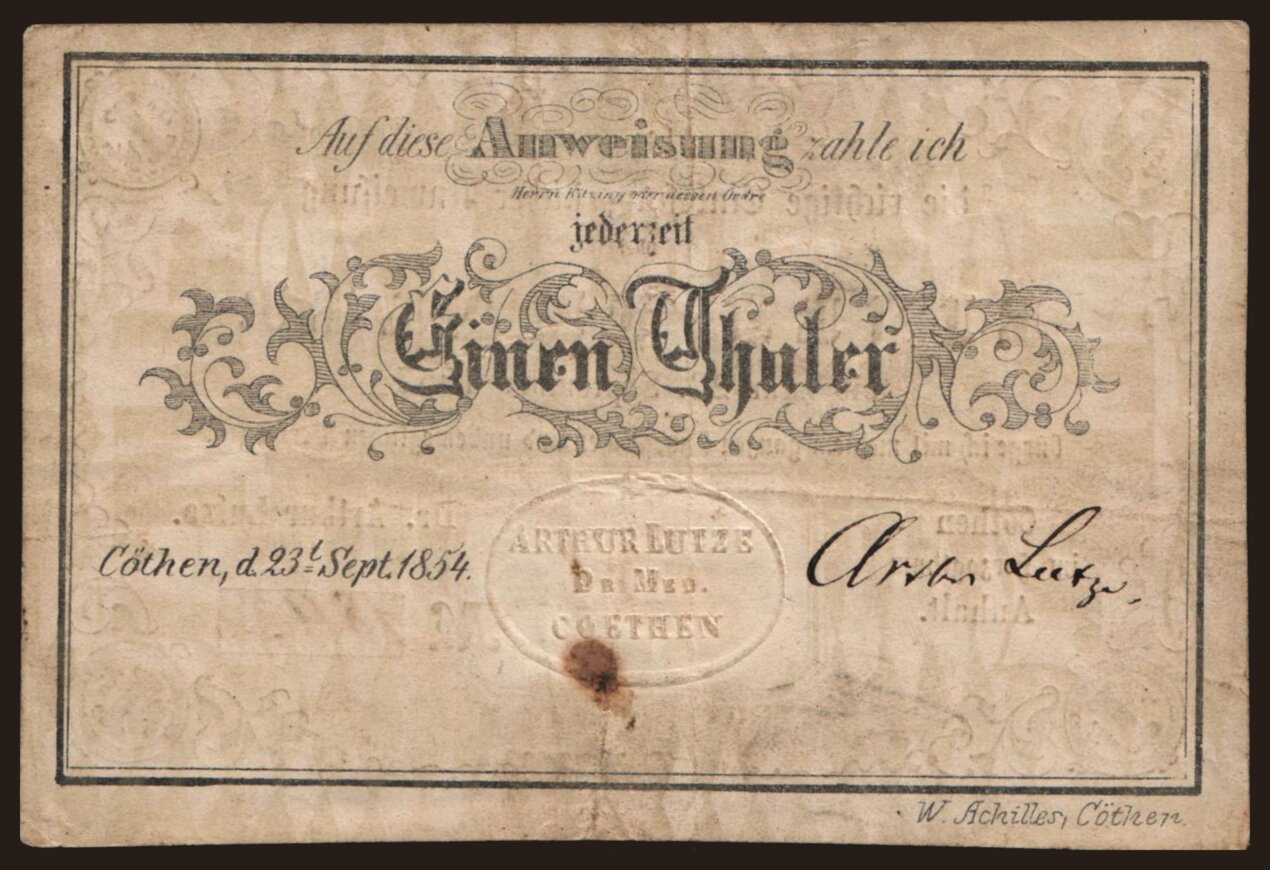 Auf diese Anweisung zahle ich
Herrn Kitzing oder dessen Ordre
jederzeit
Einen Thaler
Cöthen, d. 23t Sept. 1854.
ARTHUR LUTZE
DR. MED.
COETHEN
Arthur Lutze.
W. Achilles, Cöthen.